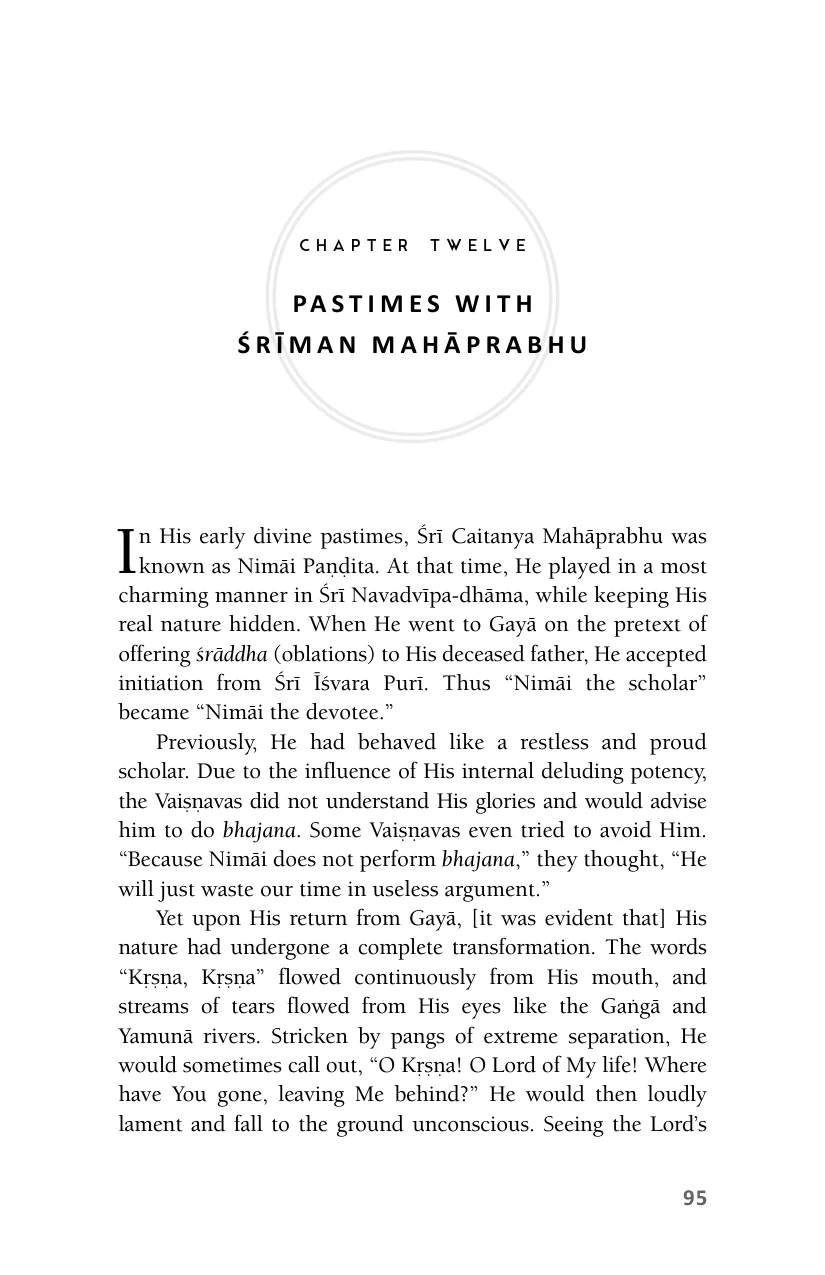 CHAPTER TWELVE
PASTIMES WITH
ŚRĪMAN MAHĀPRABHU
In His early divine pastimes, Śrī Caitanya Mahāprabhu was
known as Nimāi Paṇḍita. At that time, He played in a most
charming manner in Śrī Navadvīpa-dhāma, while keeping His
real nature hidden. When He went to Gayā on the pretext of
offering śrāddha (oblations) to His deceased father, He accepted
initiation from Śrī Īśvara Purī. Thus “Nimāi the scholar”
became “Nimāi the devotee.”
Previously, He had behaved like a restless and proud
scholar. Due to the influence of His internal deluding potency,
the Vaiṣṇavas did not understand His glories and would advise
him to do bhajana. Some Vaiṣṇavas even tried to avoid Him.
“Because Nimāi does not perform bhajana,” they thought, “He
will just waste our time in useless argument.”
Yet upon His return from Gayā, [it was evident that] His
nature had undergone a complete transformation. The words
“Kṛṣṇa, Kṛṣṇa” flowed continuously from His mouth, and
streams of tears flowed from His eyes like the Gaṅgā and
Yamunā rivers. Stricken by pangs of extreme separation, He
would sometimes call out, “O Kṛṣṇa! O Lord of My life! Where
have You gone, leaving Me behind?” He would then loudly
lament and fall to the ground unconscious. Seeing the Lord’s
95